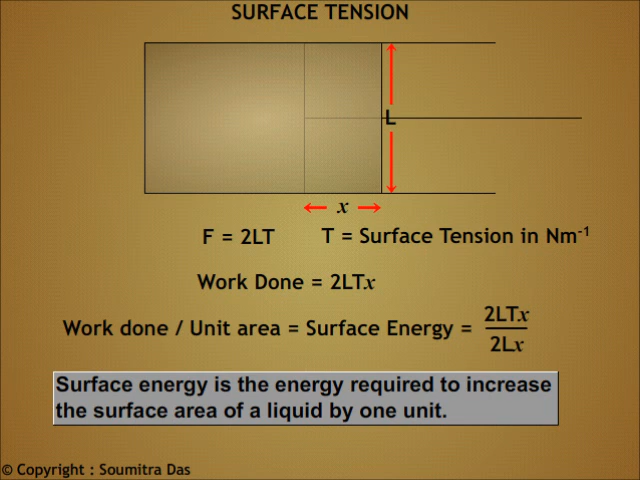 SURFACE TENSION
L
x
F = 2LT T = Surface Tension in Nm⁻¹
Work Done = 2LTx
Work done / Unit area = Surface Energy = 2LTx / 2Lx
Surface energy is the energy required to increase
the surface area of a liquid by one unit.
© Copyright : Soumitra Das